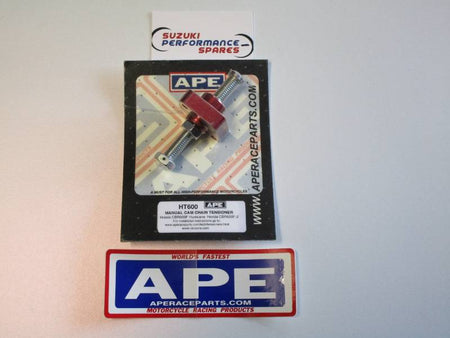 SUZUKI
PERFORMANCE
SPARES
APE
WWW.APERACEPARTS.COM
A MUST FOR ALL HIGH-PERFORMANCE MOTORCYCLES
HT600 APE
MANUAL CAM CHAIN TENSIONER
WORLD'S FASTEST
APE
APERACEPARTS.COM
MOTORCYCLE RACING PRODUCTS